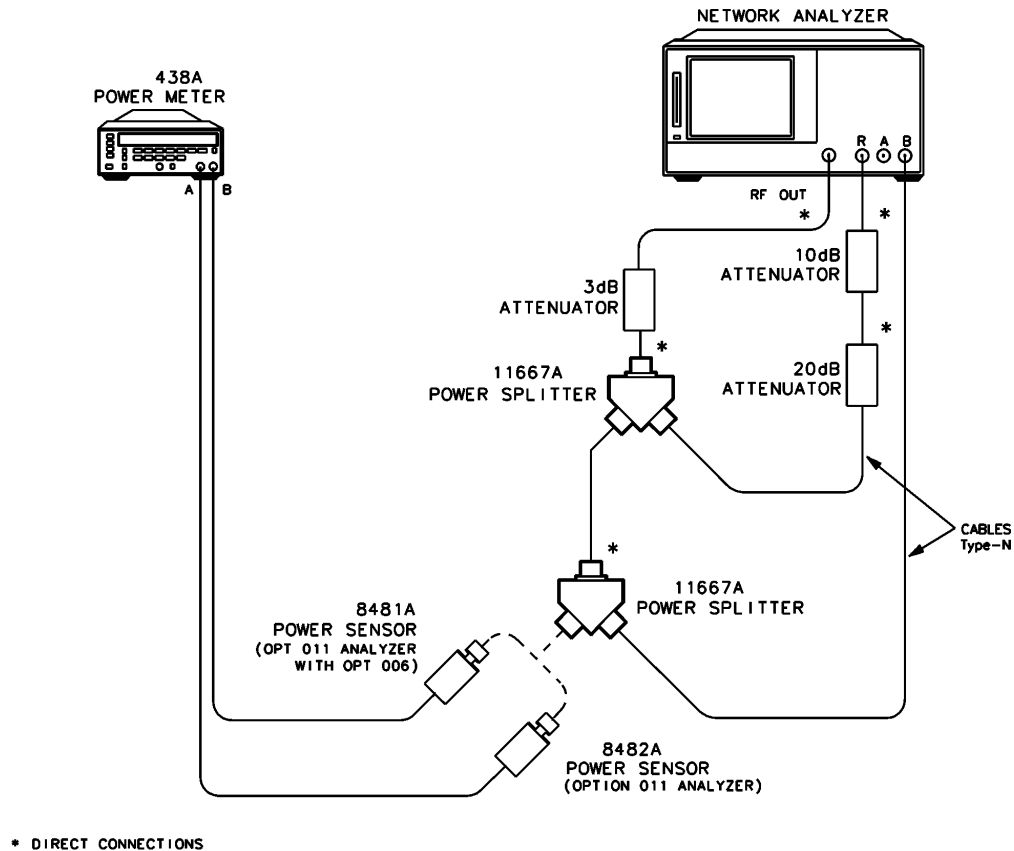 NETWORK ANALYZER
438A
POWER METER
A
B
R A B
RF OUT
*
*
10dB
ATTENUATOR
3dB
ATTENUATOR
*
*
11667A
POWER SPLITTER
20dB
ATTENUATOR
CABLES
Type-N
*
11667A
POWER SPLITTER
8481A
POWER SENSOR
(OPT 011 ANALYZER
WITH OPT 006)
8482A
POWER SENSOR
(OPTION 011 ANALYZER)
* DIRECT CONNECTIONS